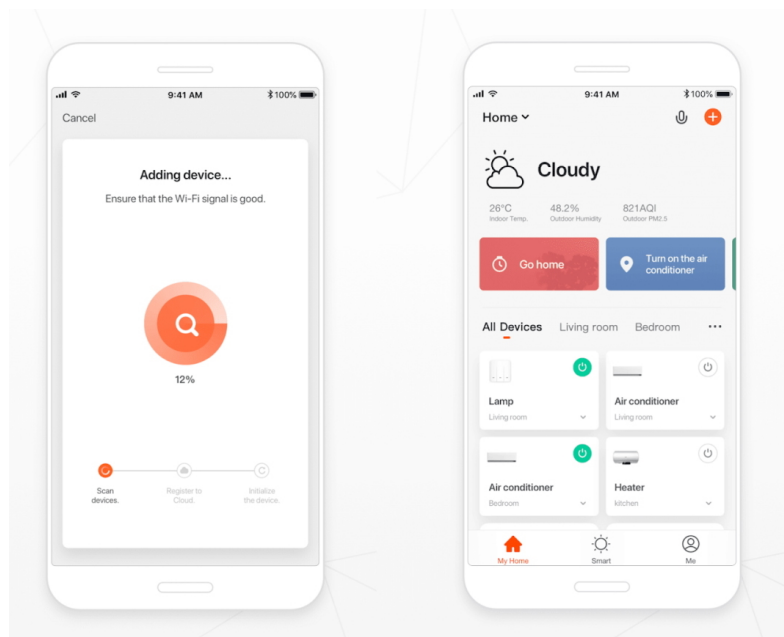 9:41 AM
100%
Cancel
Adding device...
Ensure that the Wi-Fi signal is good.
12%
Scan
devices.
Register to
Cloud.
Initialize
the device.
9:41 AM
100%
Home
Cloudy
26°C
48.2%
821AQI
Indoor Temp.
Outdoor Humidity
Outdoor PM2.5
Go home
Turn on the air
conditioner
All Devices
Living room
Bedroom
Lamp
Living room
Air conditioner
Living room
Air conditioner
Bedroom
Heater
kitchen
My Home
Smart
Me